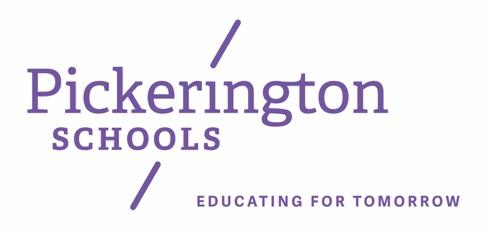 Pickerington
SCHOOLS
EDUCATING FOR TOMORROW